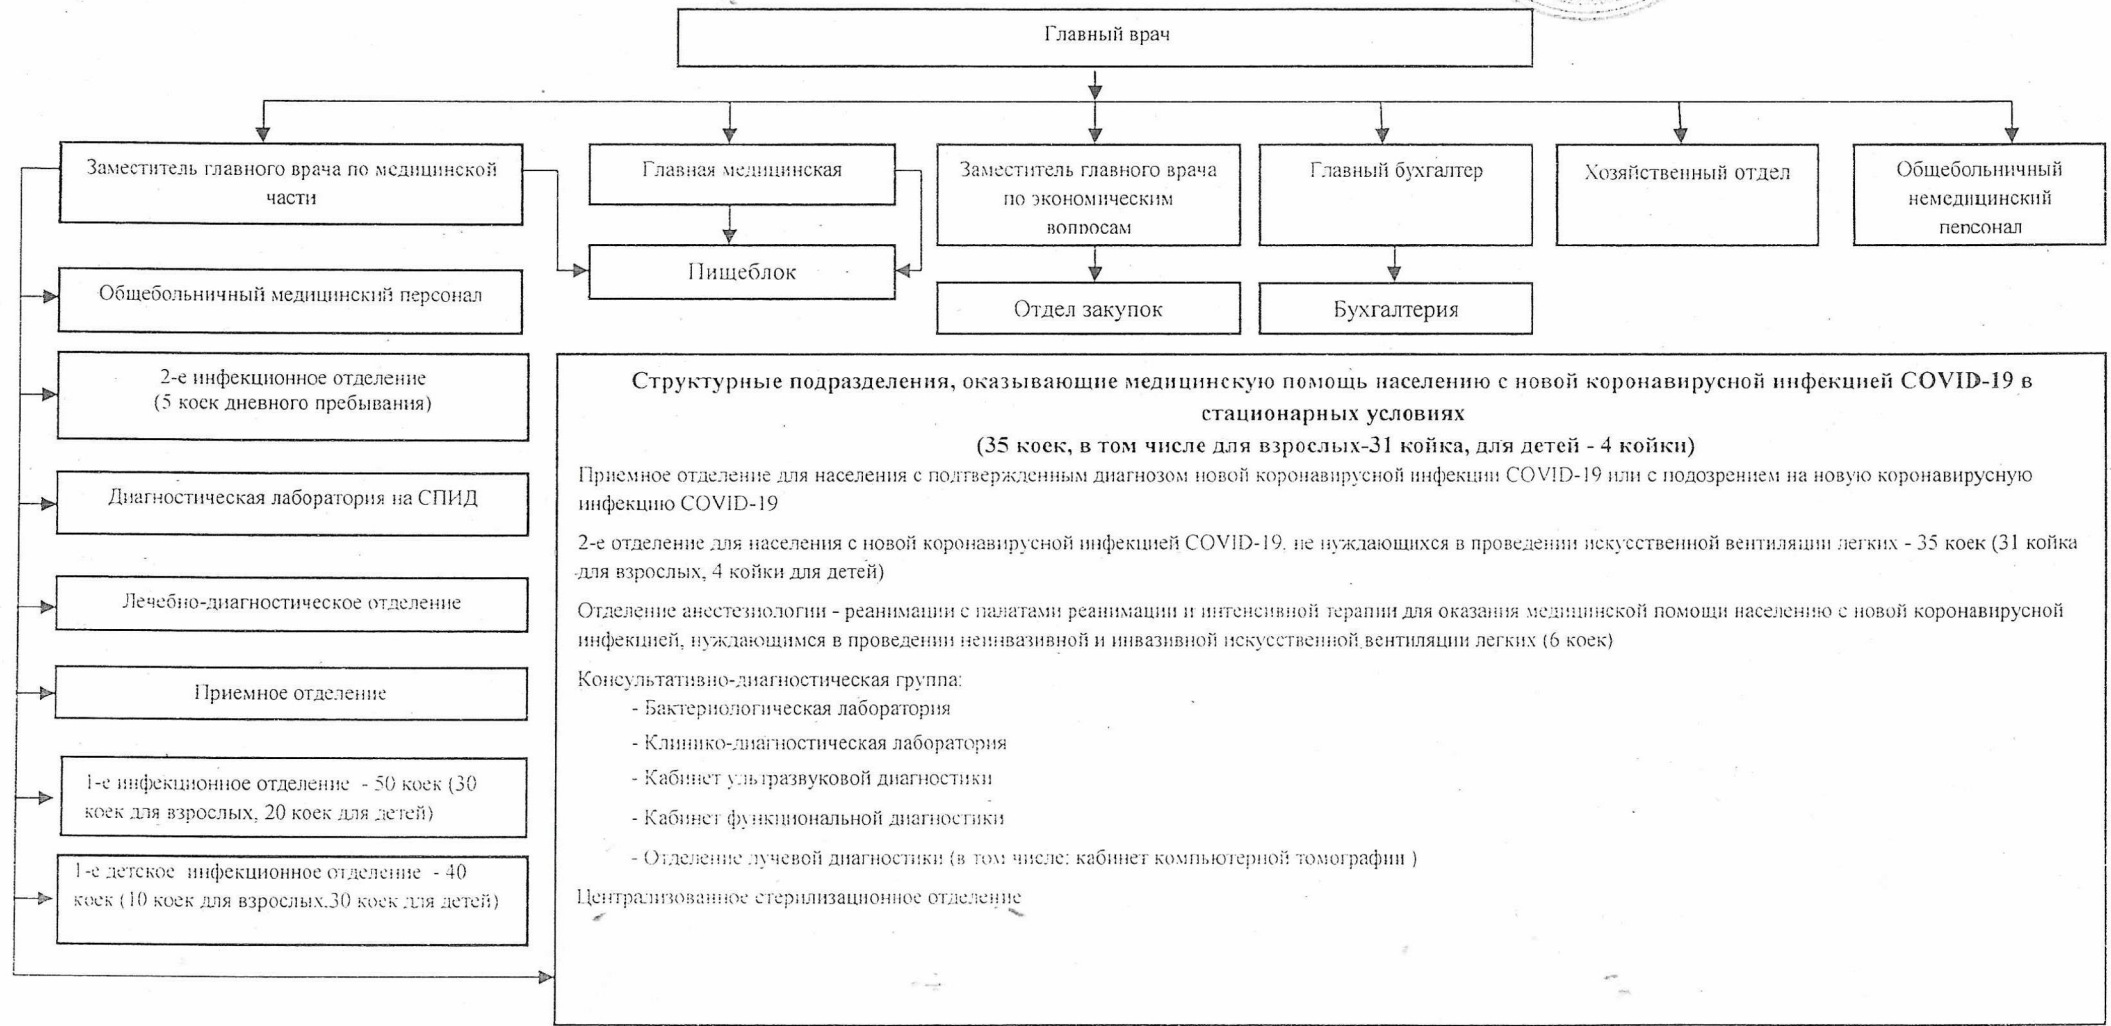 Главный врач
Заместитель главного врача по медицинской
части
Главная медицинская
Заместитель главного врача
по экономическим
вопросам
Главный бухгалтер
Хозяйственный отдел
Общебольничный
немедицинский
персонал
Пищеблок
Отдел закупок
Бухгалтерия
Общебольничный медицинский персонал
2-е инфекционное отделение
(5 коек дневного пребывания)
Диагностическая лаборатория на СПИД
Лечебно-диагностическое отделение
Приемное отделение
1-е инфекционное отделение - 50 коек (30
коек для взрослых, 20 коек для детей)
1-е детское инфекционное отделение - 40
коек (10 коек для взрослых.30 коек для детей)
Структурные подразделения, оказывающие медицинскую помощь населению с новой коронавирусной инфекцией COVID-19 в
стационарных условиях
(35 коек, в том числе для взрослых-31 койка, для детей - 4 койки)
Приемное отделение для населения с подтвержденным диагнозом новой коронавирусной инфекции COVID-19 или с подозрением на новую коронавирусную
инфекцию COVID-19
2-е отделение для населения с новой коронавирусной инфекцией COVID-19, не нуждающихся в проведении искусственной вентиляции легких - 35 коек (31 койка
для взрослых, 4 койки для детей)
Отделение анестезиологии - реанимации с палатами реанимации и интенсивной терапии для оказания медицинской помощи населению с новой коронавирусной
инфекцией, нуждающимся в проведении неинвазивной и инвазивной искусственной вентиляции легких (6 коек)
Консультативно-диагностическая группа:
- Бактериологическая лаборатория
- Клинико-диагностическая лаборатория
- Кабинет ультразвуковой диагностики
- Кабинет функциональной диагностики
- Отделение лучевой диагностики (в том числе: кабинет компьютерной томографии )
Централизованное стерилизационное отделение